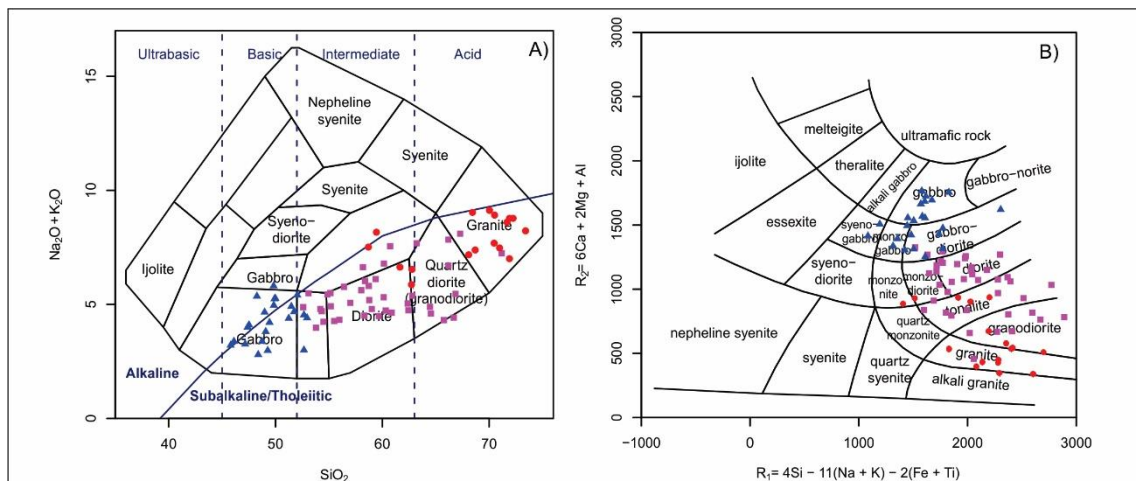 A)
Ultrabasic
Basic
Intermediate
Acid
15
10
5
0
Na₂O + K₂O
Nepheline
syenite
Syenite
Syenite
Syeno-
diorite
Ijolite
Gabbro
Gabbro
Diorite
Granite
Quartz
diorite
(granodiorite)
Alkaline
Subalkaline/Tholeiitic
40
50
60
70
SiO₂
B)
3000
2500
2000
1500
1000
500
0
R₂= 6Ca + 2Mg + Al
ultramafic rock
melteigite
theralite
ijolite
alkali gabbro
gabbro
gabbro-norite
essexite
syeno-
gabbro
monzo-
gabbro
gabbro-
diorite
syeno-
diorite
monzo-
nite
monzo-
diorite
diorite
tonalite
nepheline syenite
syenite
quartz
monzonite
granodiorite
quartz
syenite
granite
alkali granite
−1000
0
1000
2000
3000
R₁= 4Si − 11(Na + K) − 2(Fe + Ti)